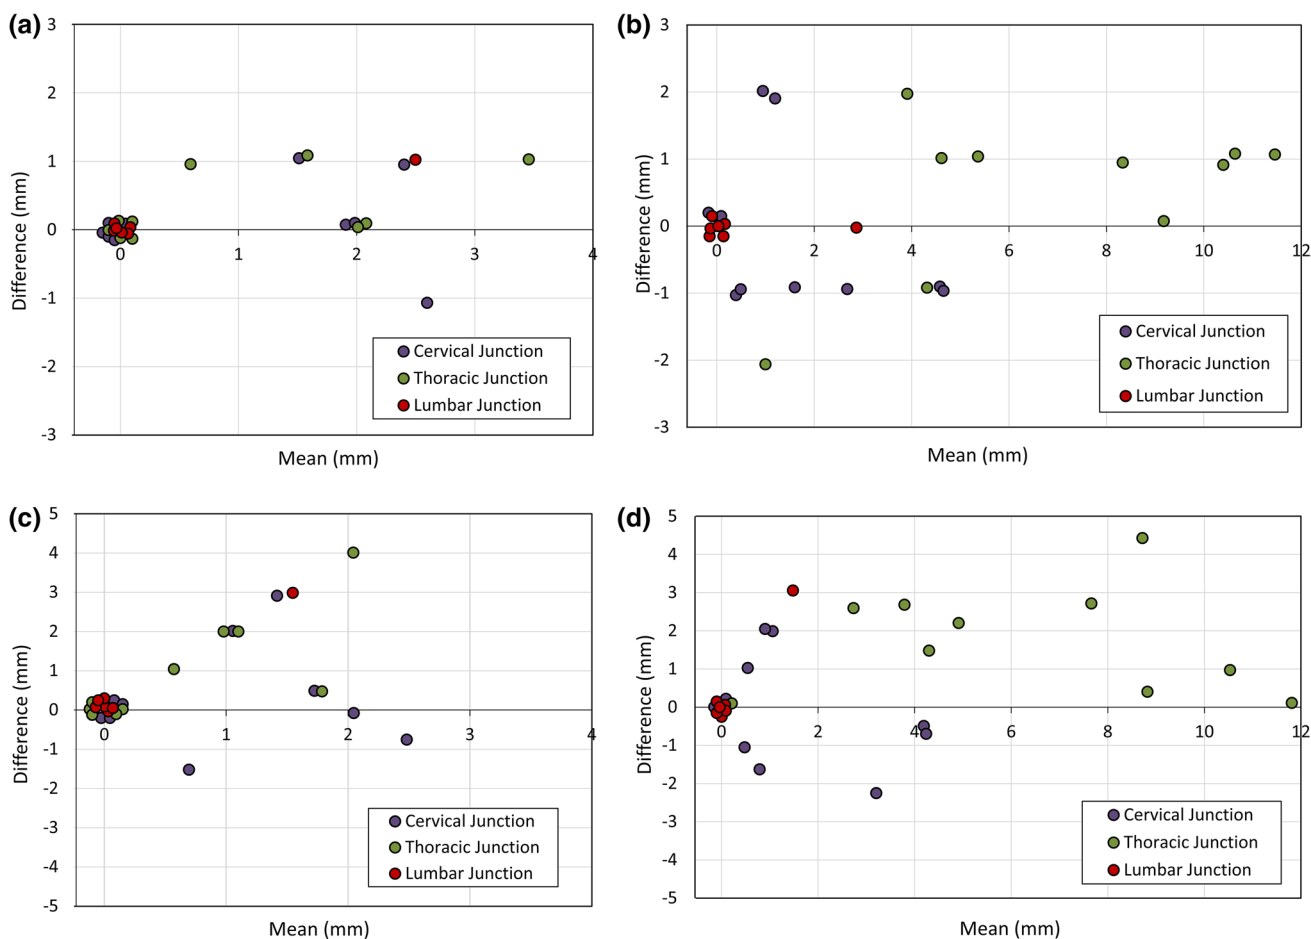 (a)
3
2
1
0
-1
-2
-3
0 1 2 3 4
Difference (mm)
Mean (mm)
Cervical Junction
Thoracic Junction
Lumbar Junction
(b)
3
2
1
0
-1
-2
-3
0 2 4 6 8 10 12
Difference (mm)
Mean (mm)
Cervical Junction
Thoracic Junction
Lumbar Junction
(c)
5
4
3
2
1
0
-1
-2
-3
-4
-5
0 1 2 3 4
Difference (mm)
Mean (mm)
Cervical Junction
Thoracic Junction
Lumbar Junction
(d)
5
4
3
2
1
0
-1
-2
-3
-4
-5
0 2 4 6 8 10 12
Difference (mm)
Mean (mm)
Cervical Junction
Thoracic Junction
Lumbar Junction